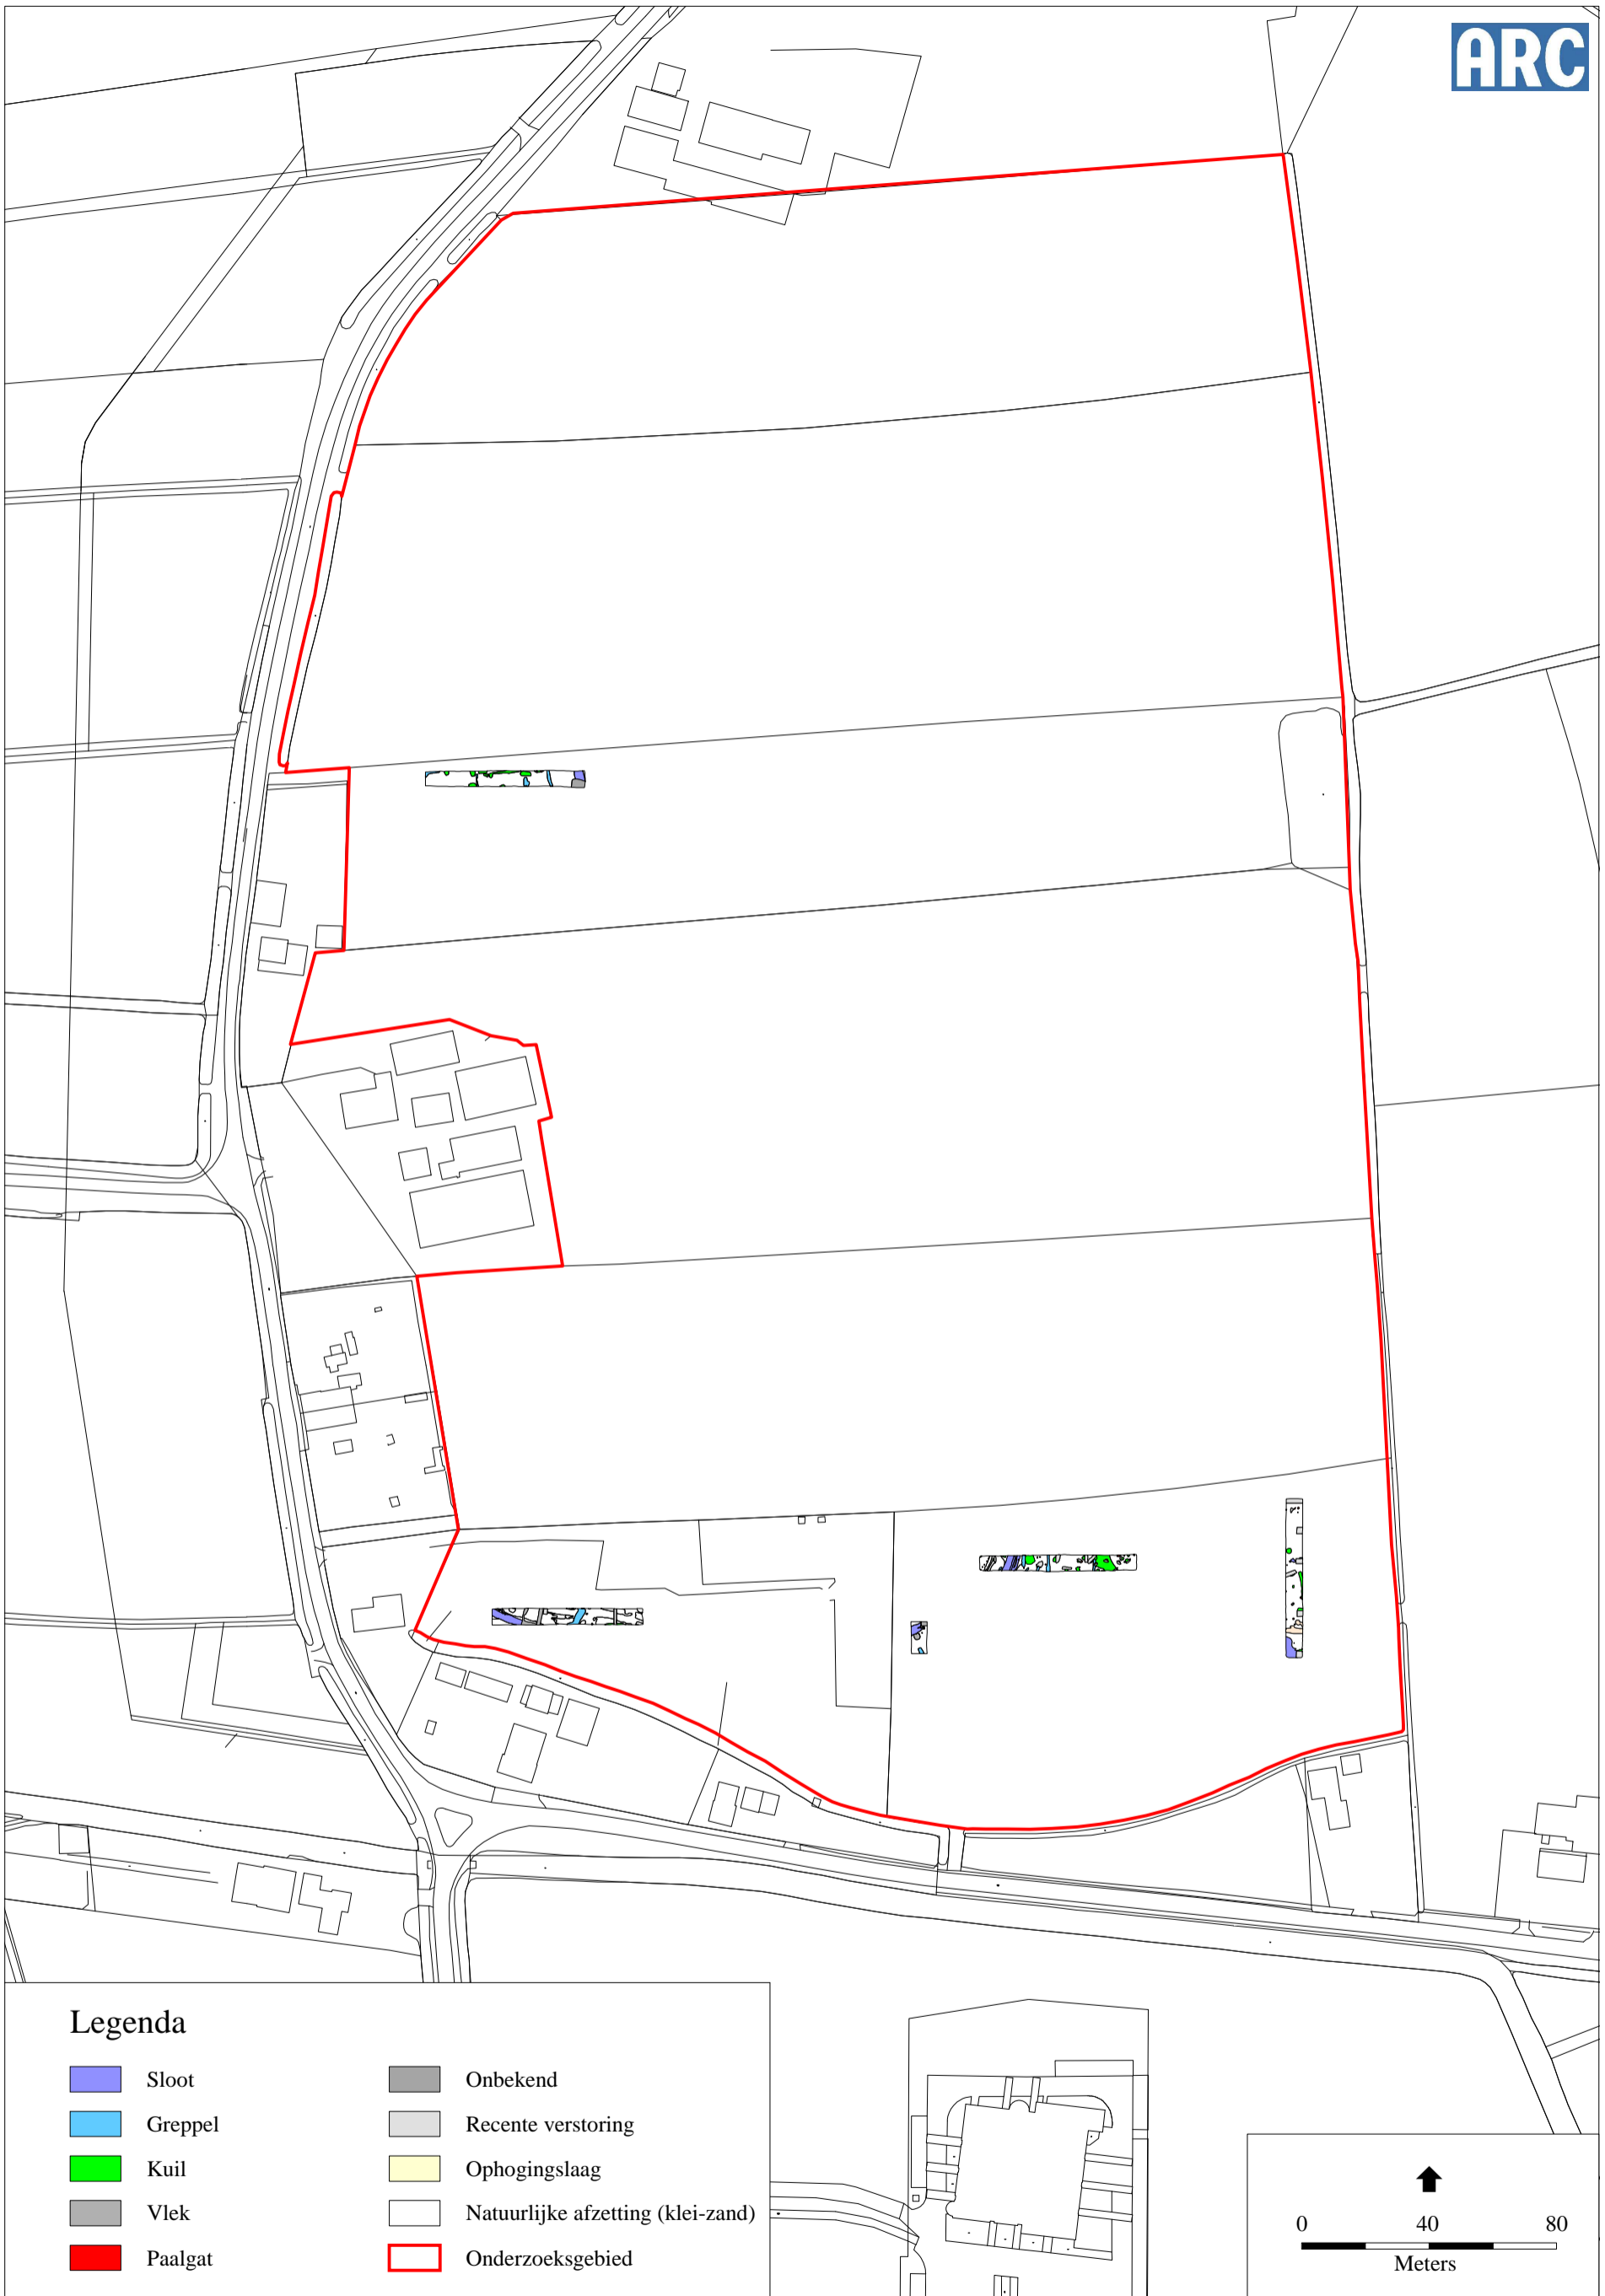 ARC
Legenda
Sloot
Greppel
Kuil
Vlek
Paalgat
Onbekend
Recente verstoring
Ophogingslaag
Natuurlijke afzetting (klei-zand)
Onderzoeksgebied
0 40 80
Meters